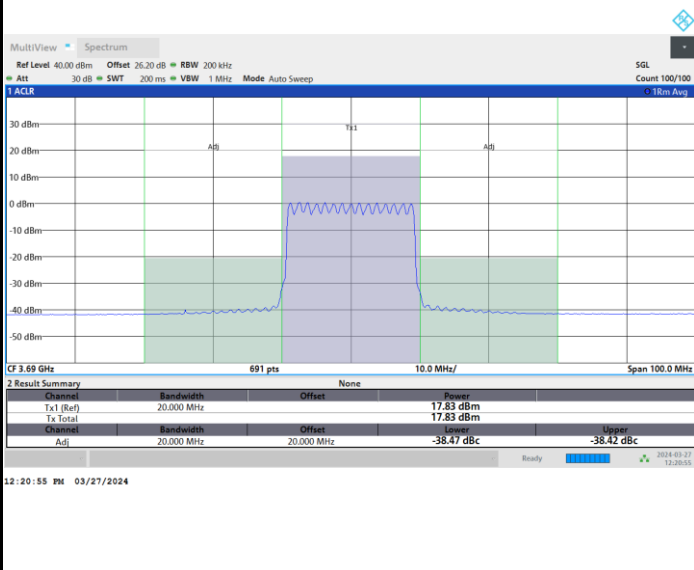 MultiView Spectrum
Ref Level 40.00 dBm Offset 26.20 dB RBW 200 kHz SGL
Att 30 dB SWT 200 ms VBW 1 MHz Mode Auto Sweep Count 100/100
1 ACLR 1Rm Avg
Tx1
Adj Adj
30 dBm
20 dBm
10 dBm
0 dBm
-10 dBm
-20 dBm
-30 dBm
-40 dBm
-50 dBm
CF 3.69 GHz 691 pts 10.0 MHz/ Span 100.0 MHz
2 Result Summary None
Channel Bandwidth Offset Power
Tx1 (Ref) 20.000 MHz 17.83 dBm
Tx Total 17.83 dBm
Channel Bandwidth Offset Lower Upper
Adj 20.000 MHz 20.000 MHz -38.47 dBc -38.42 dBc
Ready 2024-03-27
12:20:55
12:20:55 PM 03/27/2024